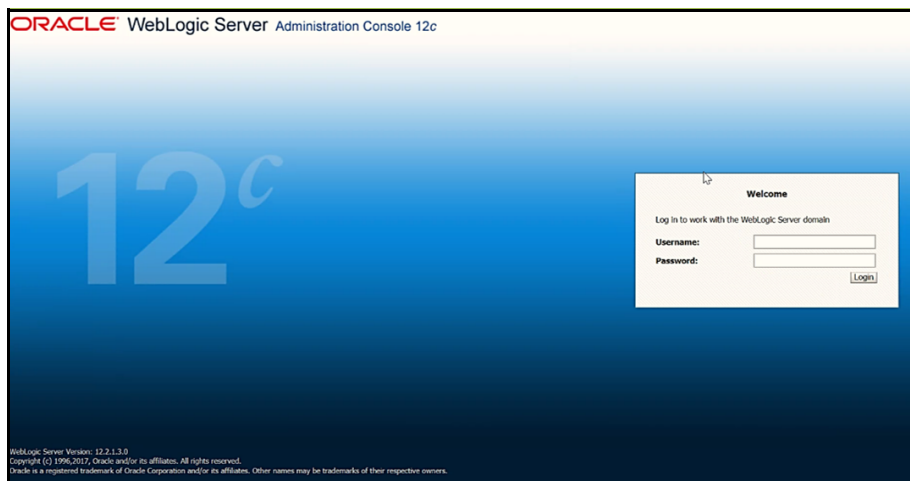 ORACLE WebLogic Server Administration Console 12c
12c
Welcome
Log in to work with the WebLogic Server domain
Username:
Password:
Login
WebLogic Server Version: 12.2.1.3.0
Copyright (c) 1996,2017, Oracle and/or its affiliates. All rights reserved.
Oracle is a registered trademark of Oracle Corporation and/or its affiliates. Other names may be trademarks of their respective owners.